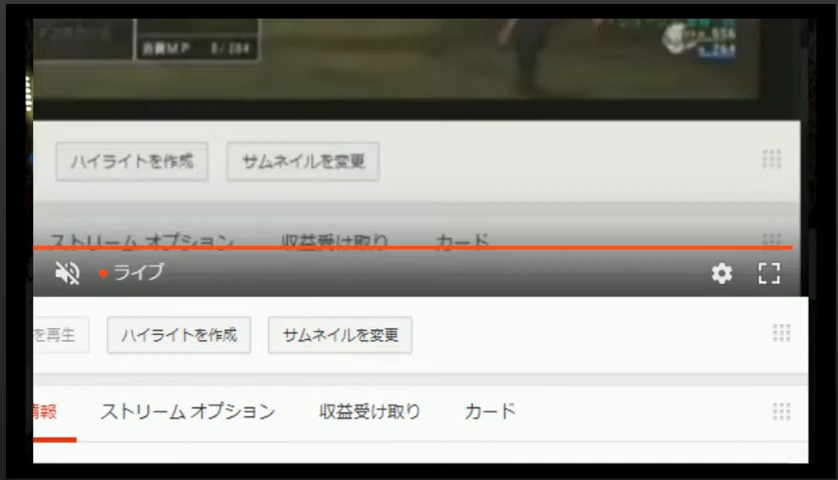 消費MP 8/284
ハイライトを作成 サムネイルを変更
ストリーム オプション 収益受け取り カード
ライブ
を再生 ハイライトを作成 サムネイルを変更
情報 ストリーム オプション 収益受け取り カード